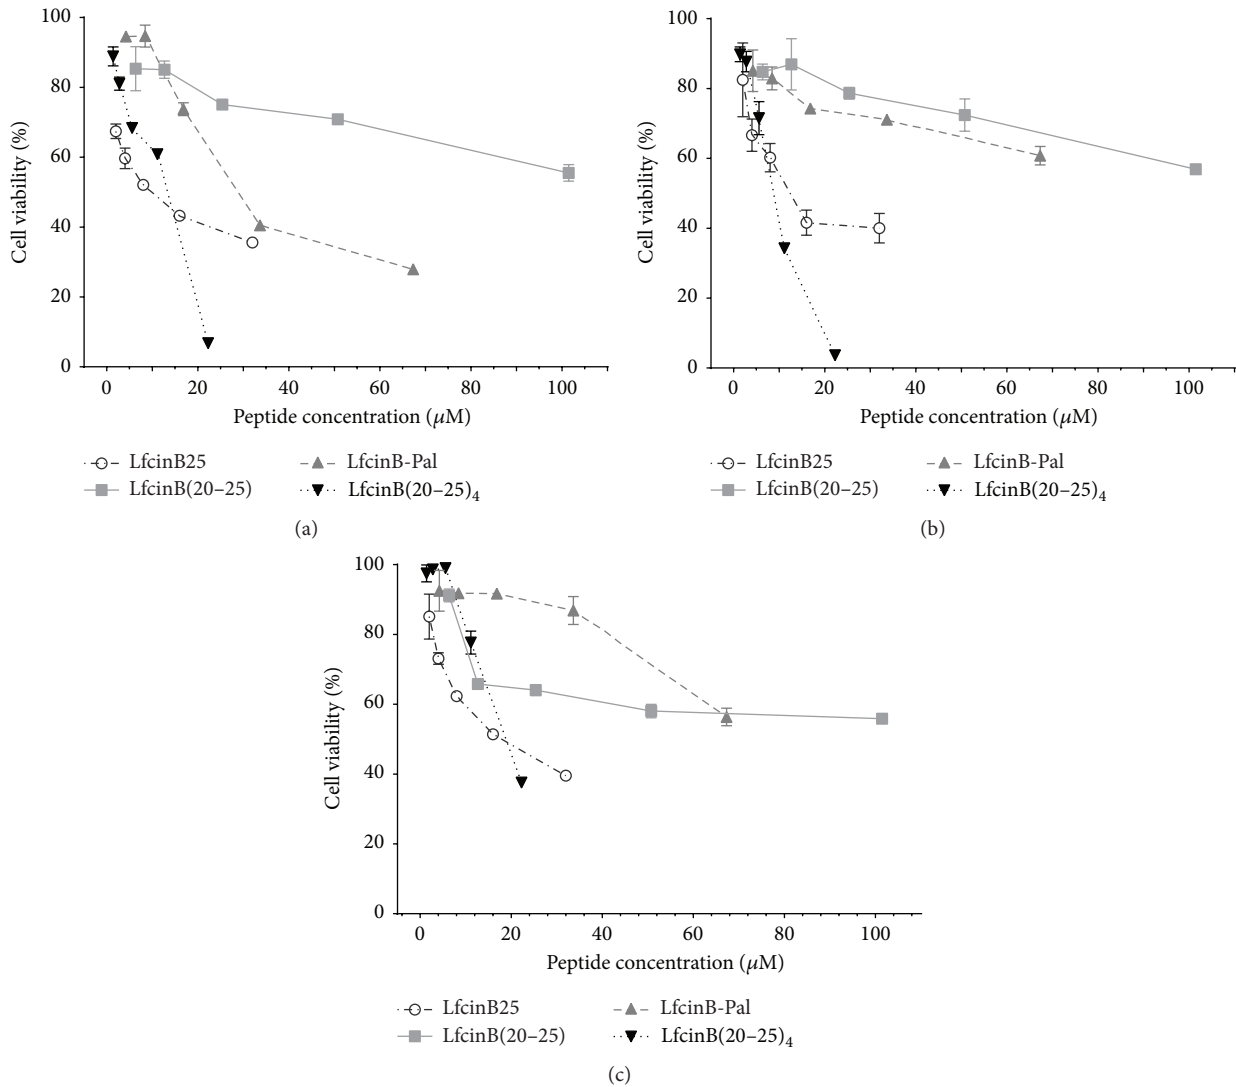 100
80
60
40
20
0
Cell viability (%)
0 20 40 60 80 100
Peptide concentration (μM)
LfcinB25 LfcinB-Pal
LfcinB(20–25) LfcinB(20–25)₄
(a)
100
80
60
40
20
0
Cell viability (%)
0 20 40 60 80 100
Peptide concentration (μM)
LfcinB25 LfcinB-Pal
LfcinB(20–25) LfcinB(20–25)₄
(b)
100
80
60
40
20
0
Cell viability (%)
0 20 40 60 80 100
Peptide concentration (μM)
LfcinB25 LfcinB-Pal
LfcinB(20–25) LfcinB(20–25)₄
(c)